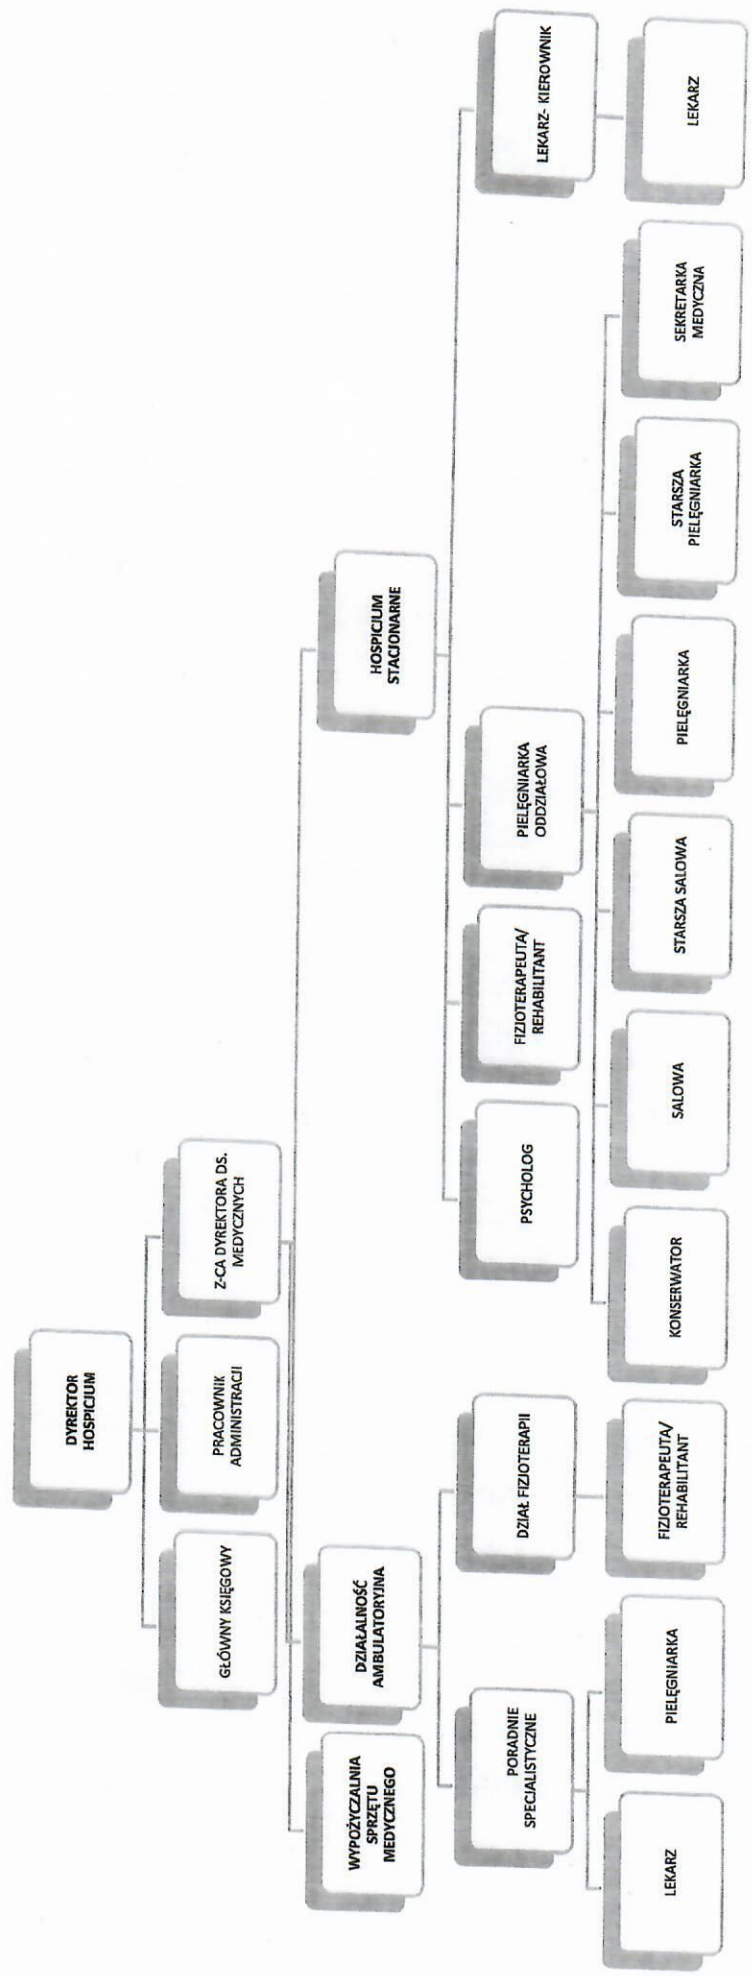 DYREKTOR
HOSPICJUM
GŁÓWNY KSIĘGOWY
PRACOWNIK
ADMINISTRACJI
Z-CA DYREKTORA DS.
MEDYCZNYCH
WYPOŻYCZALNIA
SPRZĘTU
MEDYCZNEGO
DZIAŁALNOŚĆ
AMBULATORYJNA
HOSPICJUM
STACJONARNE
PORADNIE
SPECJALISTYCZNE
DZIAŁ FIZJOTERAPII
PSYCHOLOG
FIZJOTERAPEUTA/
REHABILITANT
PIELĘGNIARKA
ODDZIAŁOWA
LEKARZ- KIEROWNIK
LEKARZ
PIELĘGNIARKA
FIZJOTERAPEUTA/
REHABILITANT
KONSERWATOR
SALOWA
STARSZA SALOWA
PIELĘGNIARKA
STARSZA
PIELĘGNIARKA
SEKRETARKA
MEDYCZNA
LEKARZ